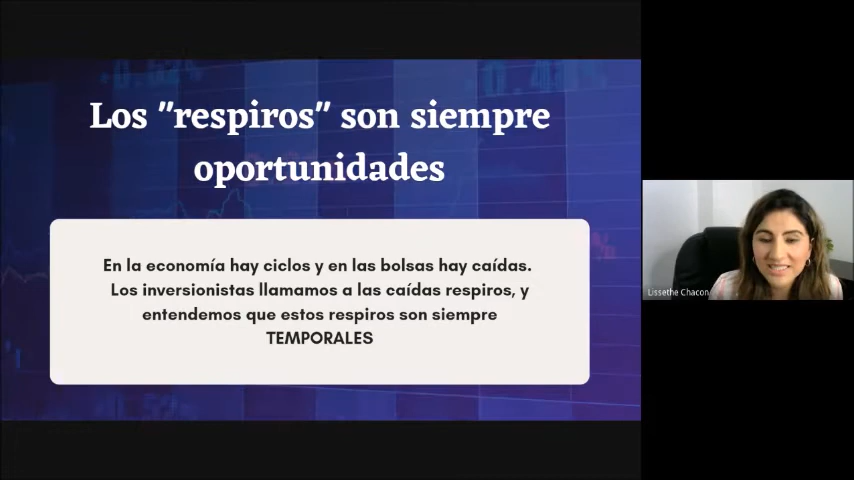 Los "respiros" son siempre
oportunidades
En la economía hay ciclos y en las bolsas hay caídas.
Los inversionistas llamamos a las caídas respiros, y
entendemos que estos respiros son siempre
TEMPORALES
Lissethe Chacon